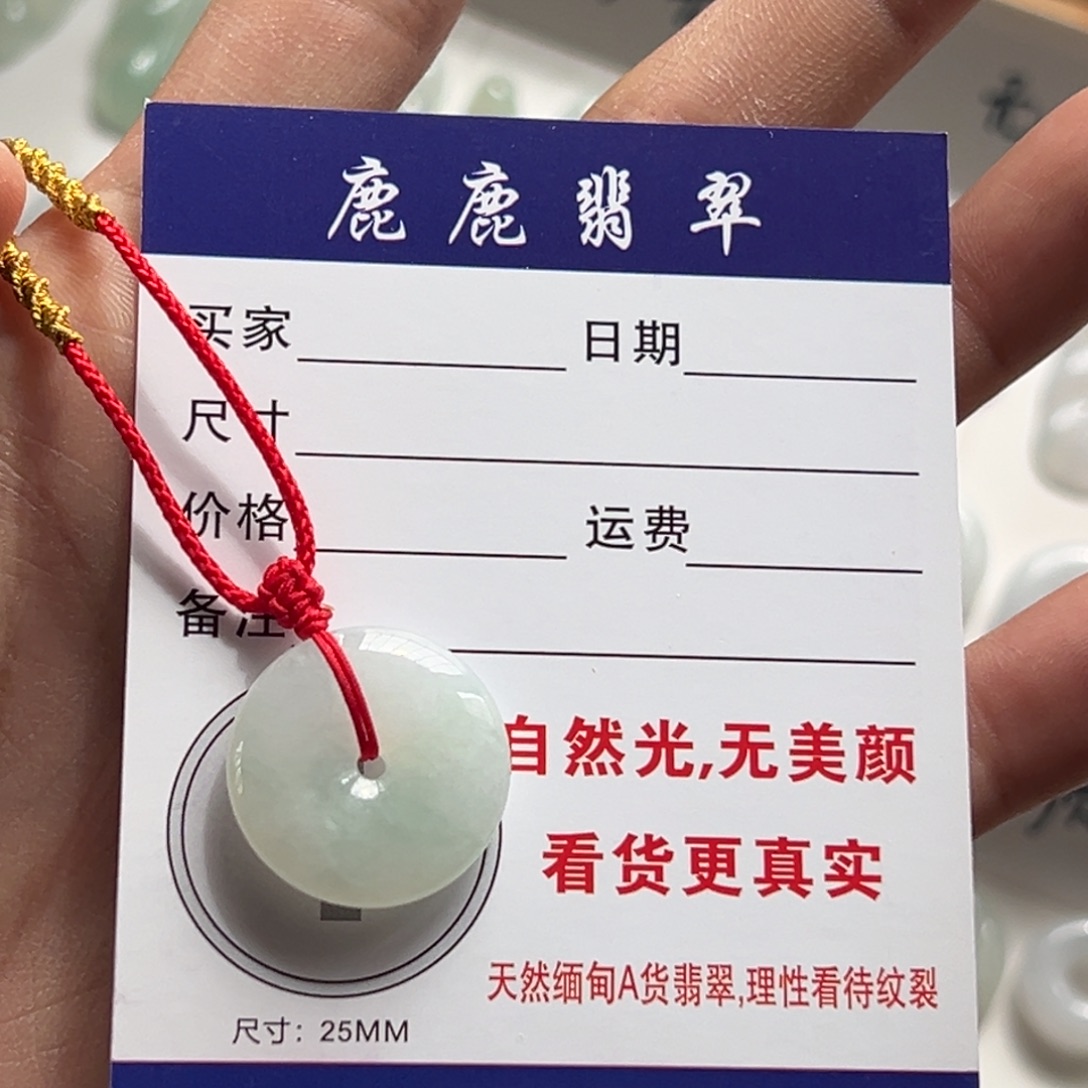 鹿鹿翡翠
买家 日期
尺寸
价格 运费
备注
自然光,无美颜
看货更真实
天然缅甸A货翡翠,理性看待纹裂
尺寸：25MM